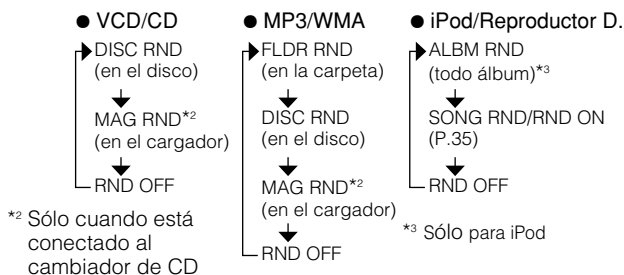 ● VCD/CD
DISC RND
(en el disco)
MAG RND*2
(en el cargador)
RND OFF
*2 Sólo cuando está
conectado al
cambiador de CD
● MP3/WMA
FLDR RND
(en la carpeta)
DISC RND
(en el disco)
MAG RND*2
(en el cargador)
RND OFF
● iPod/Reproductor D.
ALBM RND
(todo álbum)*3
SONG RND/RND ON
(P.35)
RND OFF
*3 Sólo para iPod